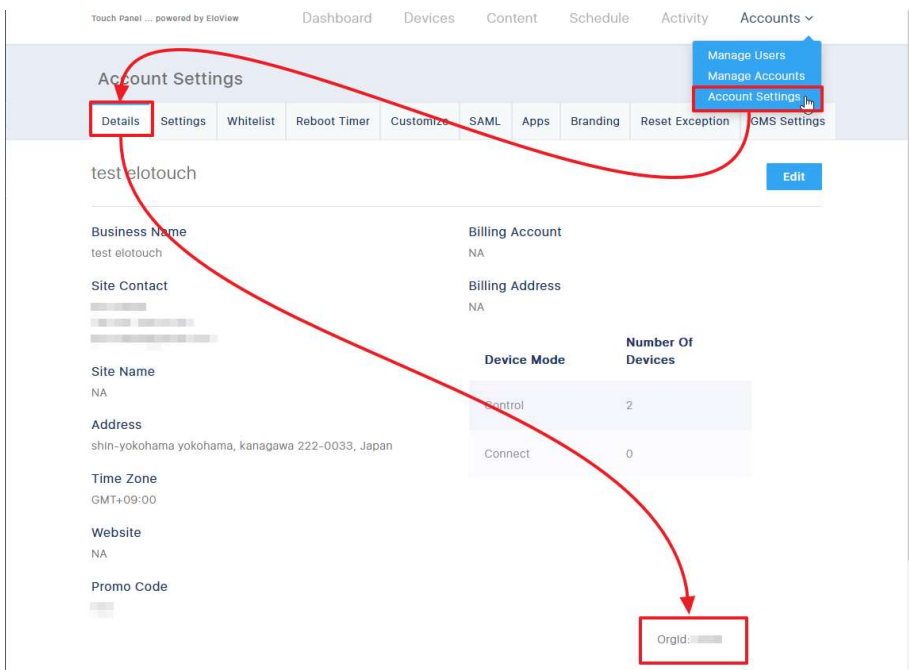 Touch Panel ... powered by EloView
Dashboard Devices Content Schedule Activity Accounts
Manage Users
Manage Accounts
Account Settings
Account Settings
Details Settings Whitelist Reboot Timer Customize SAML Apps Branding Reset Exception GMS Settings
test elotouch
Edit
Business Name
test elotouch
Site Contact
Site Name
NA
Address
shin-yokohama yokohama, kanagawa 222-0033, Japan
Time Zone
GMT+09:00
Website
NA
Promo Code
Billing Account
NA
Billing Address
NA
Device Mode Number Of Devices
Control 2
Connect 0
OrgId: